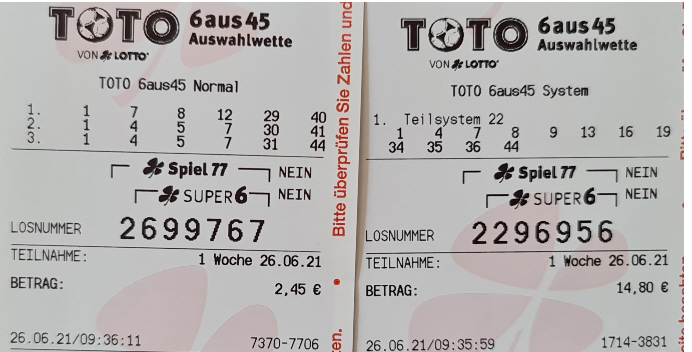 TOTO 6aus45
Auswahlwette
VON LOTTO
TOTO 6aus45 Normal
1. 1 7 8 12 29 40
2. 1 4 5 7 30 41
3. 1 4 5 7 31 44
Spiel 77 NEIN
SUPER 6 NEIN
LOSNUMMER 2699767
TEILNAHME: 1 Woche 26.06.21
BETRAG: 2,45 €
26.06.21/09:36:11 7370-7706
Bitte überprüfen Sie Zahlen und
ten.
TOTO 6aus45
Auswahlwette
VON LOTTO
TOTO 6aus45 System
1. Teilsystem 22
1 4 7 8 9 13 16 19
34 35 36 44
Spiel 77 NEIN
SUPER 6 NEIN
LOSNUMMER 2296956
TEILNAHME: 1 Woche 26.06.21
BETRAG: 14,80 €
26.06.21/09:35:59 1714-3831